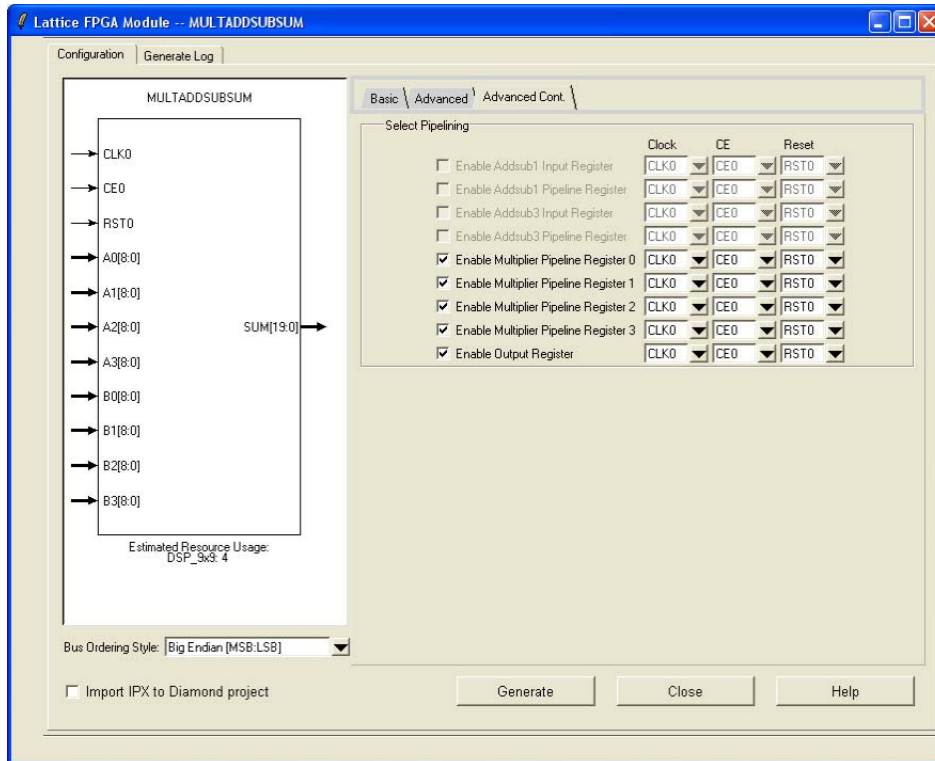 Lattice FPGA Module -- MULTADDSUBSUM
Configuration Generate Log
MULTADDSUBSUM
CLK0
CE0
RST0
A0[8:0]
A1[8:0]
A2[8:0]
SUM[19:0]
A3[8:0]
B0[8:0]
B1[8:0]
B2[8:0]
B3[8:0]
Estimated Resource Usage:
DSP_9x9: 4
Bus Ordering Style: Big Endian [MSB:LSB]
Import IPX to Diamond project
Basic Advanced Advanced Cont.
Select Pipelining
Clock CE Reset
Enable Addsub1 Input Register CLK0 CE0 RST0
Enable Addsub1 Pipeline Register CLK0 CE0 RST0
Enable Addsub3 Input Register CLK0 CE0 RST0
Enable Addsub3 Pipeline Register CLK0 CE0 RST0
Enable Multiplier Pipeline Register 0 CLK0 CE0 RST0
Enable Multiplier Pipeline Register 1 CLK0 CE0 RST0
Enable Multiplier Pipeline Register 2 CLK0 CE0 RST0
Enable Multiplier Pipeline Register 3 CLK0 CE0 RST0
Enable Output Register CLK0 CE0 RST0
Generate Close Help